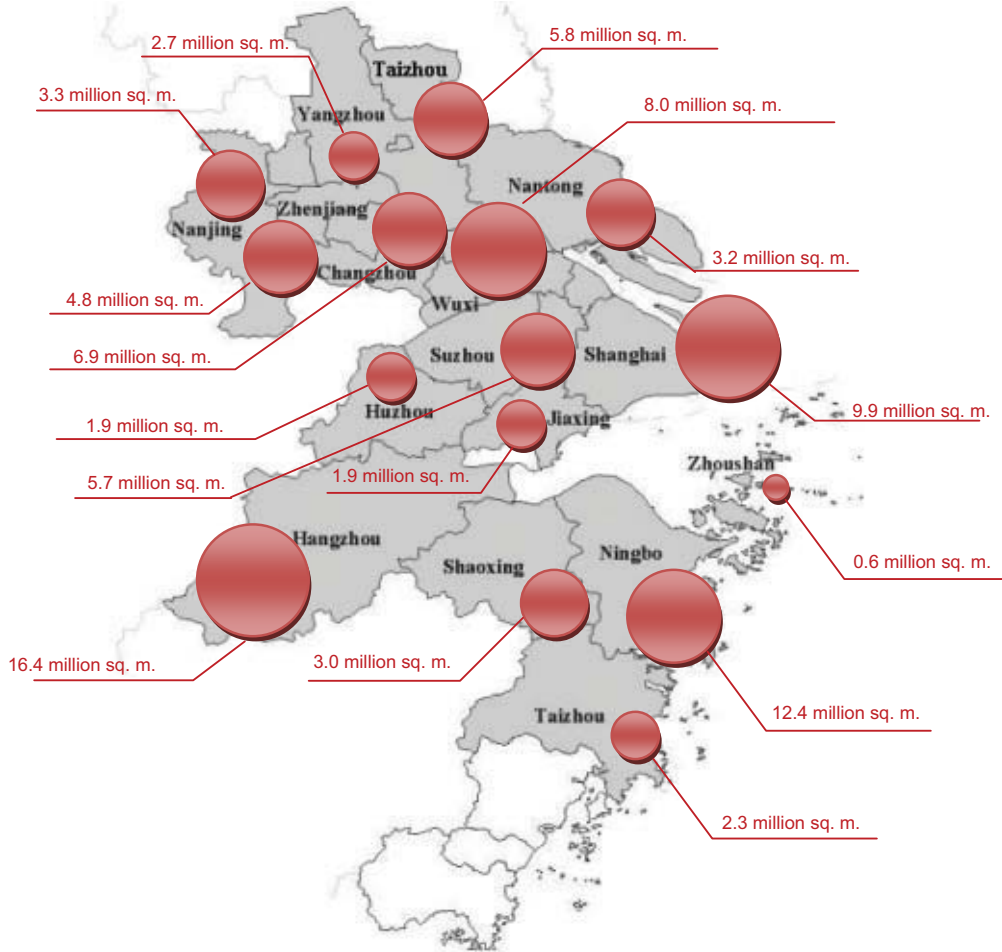 2.7 million sq. m.
5.8 million sq. m.
Taizhou
3.3 million sq. m.
8.0 million sq. m.
Yangzhou
Nantong
Zhenjiang
Nanjing
3.2 million sq. m.
Changzhou
4.8 million sq. m.
Wuxi
6.9 million sq. m.
Suzhou
Shanghai
Huzhou
Jiaxing
9.9 million sq. m.
1.9 million sq. m.
Zhoushan
5.7 million sq. m.
1.9 million sq. m.
Hangzhou
Ningbo
Shaoxing
0.6 million sq. m.
16.4 million sq. m.
3.0 million sq. m.
12.4 million sq. m.
Taizhou
2.3 million sq. m.